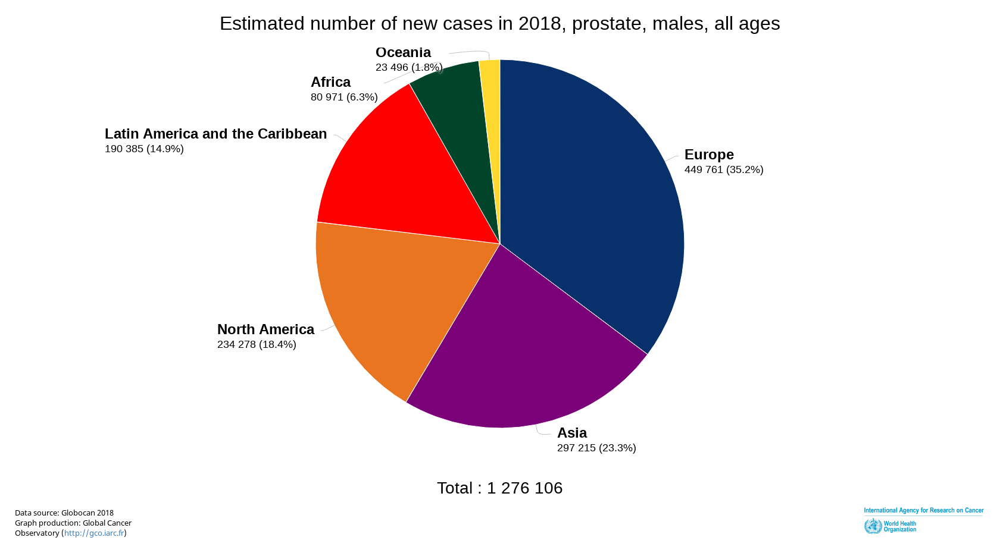 Estimated number of new cases in 2018, prostate, males, all ages
Oceania
23 496 (1.8%)
Africa
80 971 (6.3%)
Latin America and the Caribbean
190 385 (14.9%)
Europe
449 761 (35.2%)
North America
234 278 (18.4%)
Asia
297 215 (23.3%)
Total : 1 276 106
Data source: Globocan 2018
Graph production: Global Cancer
Observatory (http://gco.iarc.fr)
International Agency for Research on Cancer
World Health
Organization